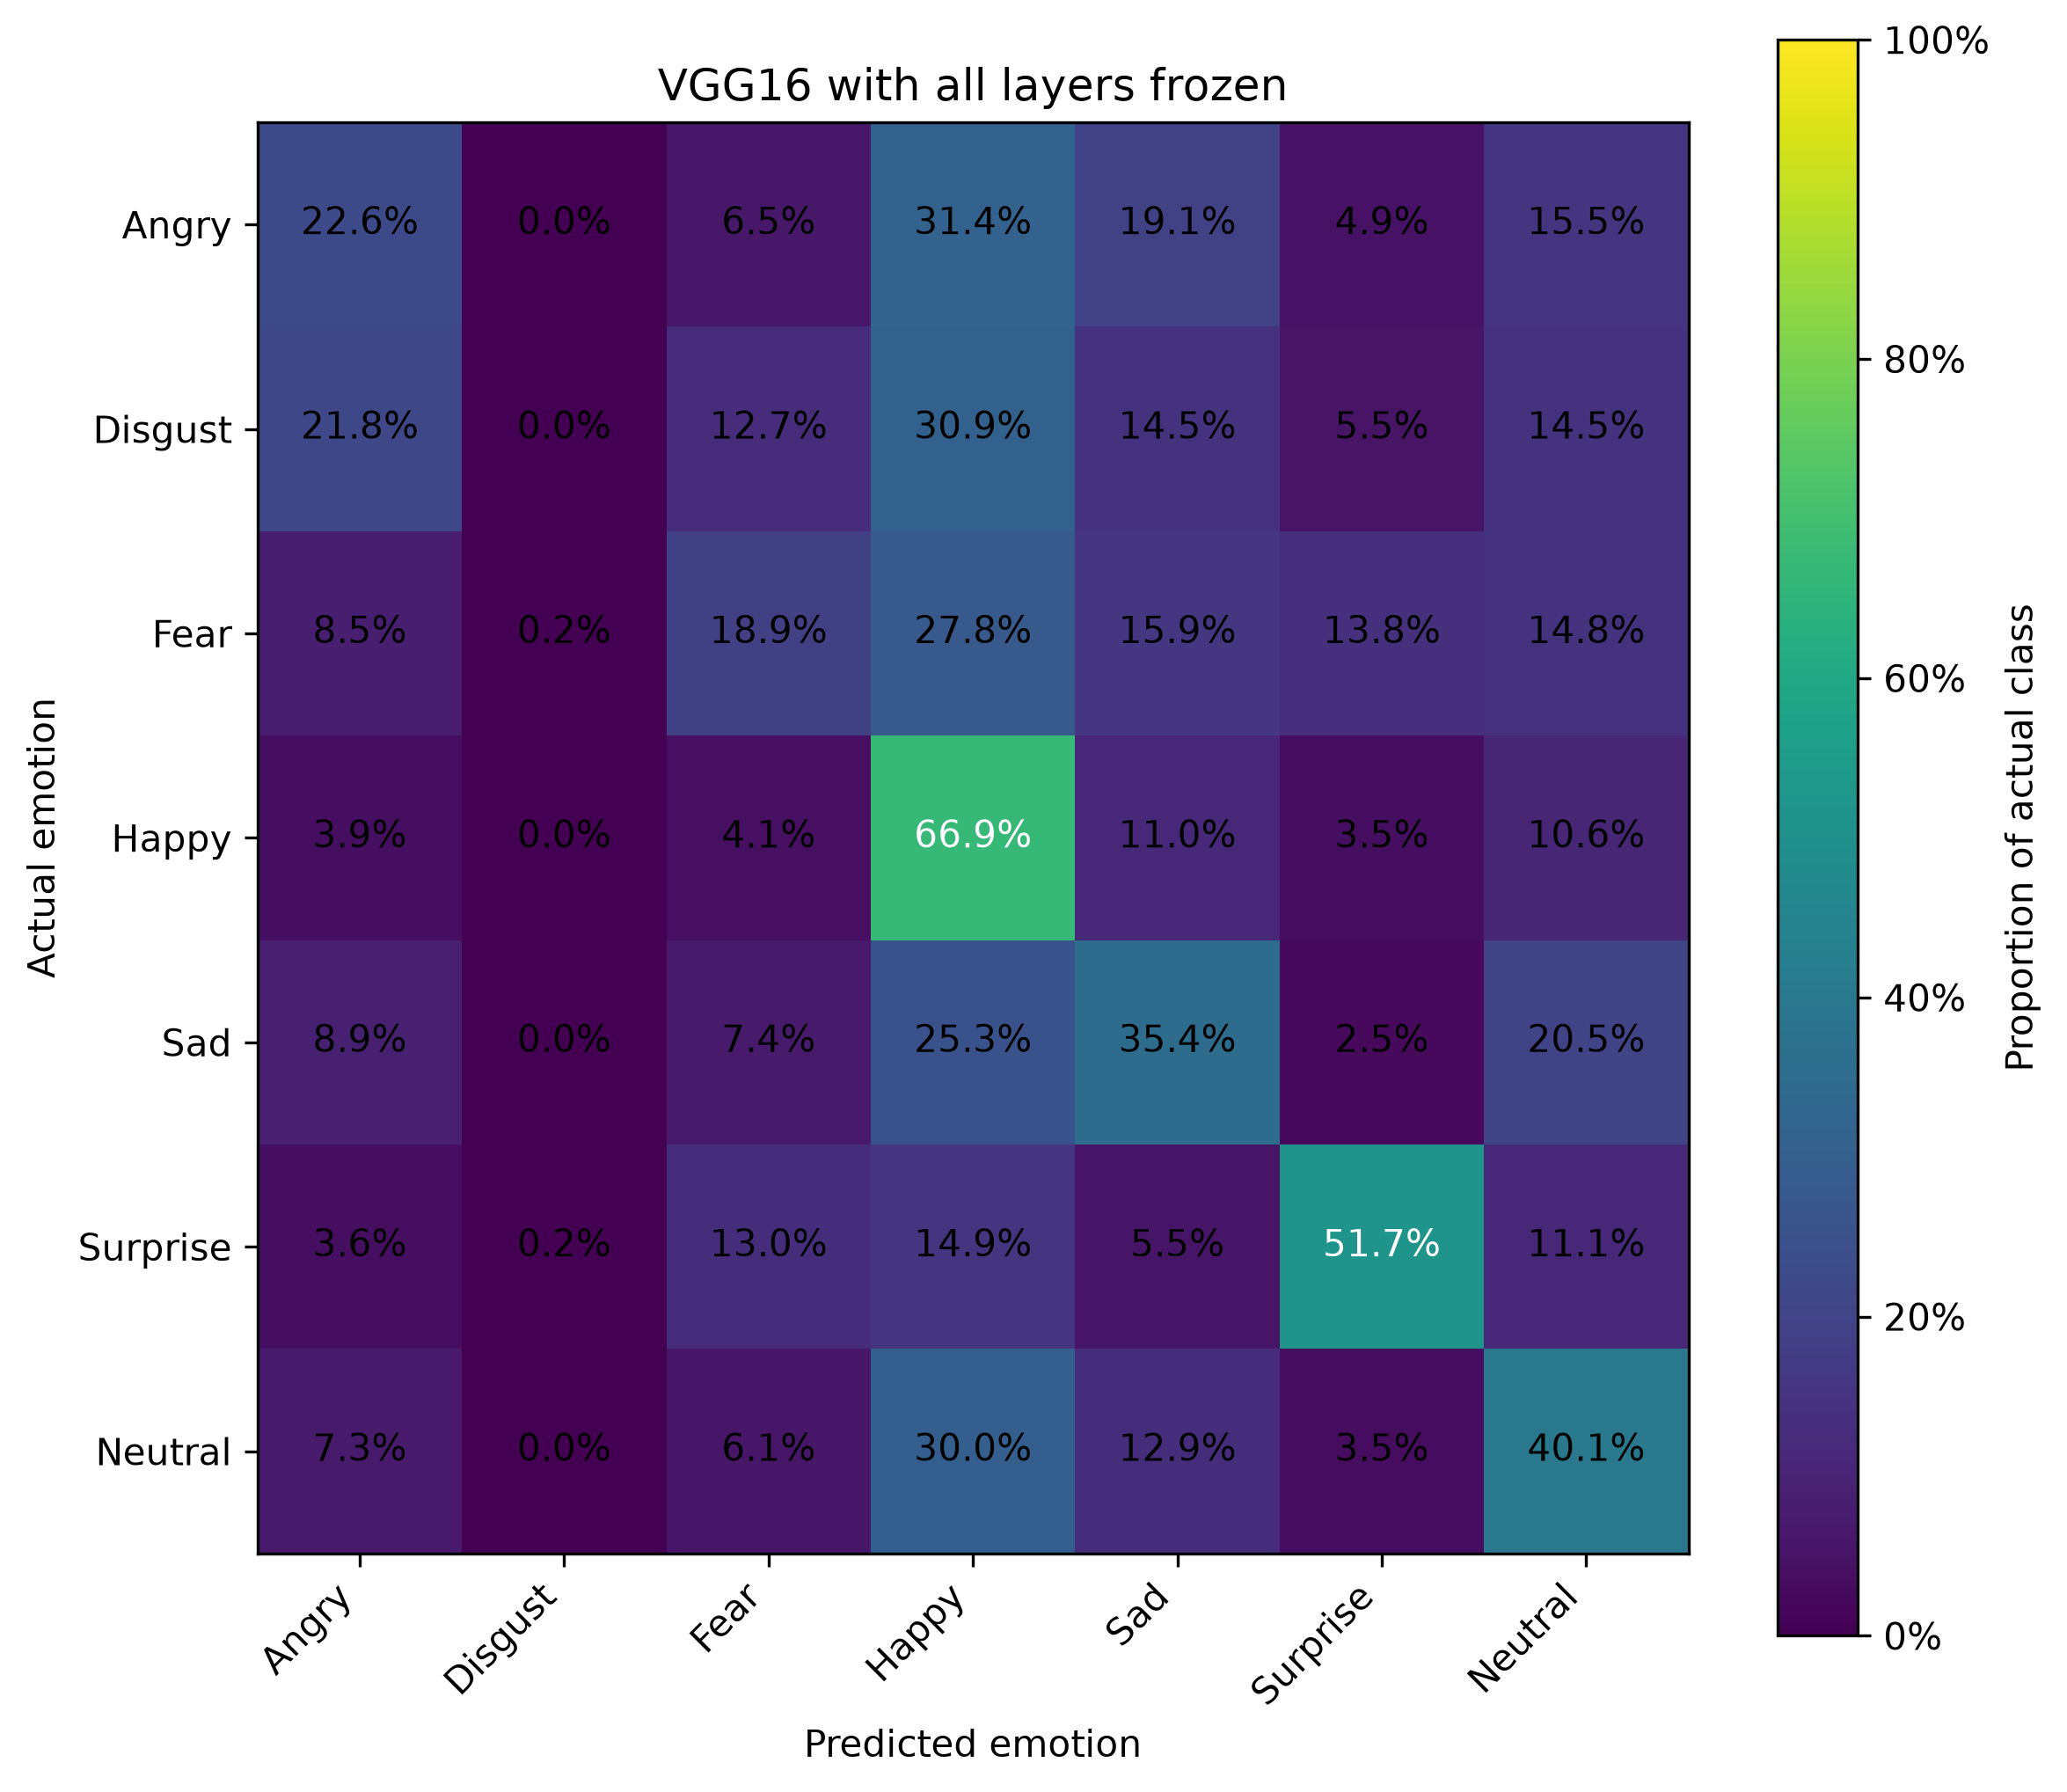 VGG16 with all layers frozen
100%
80%
60%
40%
20%
0%
Proportion of actual class
Actual emotion
Angry 22.6% 0.0% 6.5% 31.4% 19.1% 4.9% 15.5%
Disgust 21.8% 0.0% 12.7% 30.9% 14.5% 5.5% 14.5%
Fear 8.5% 0.2% 18.9% 27.8% 15.9% 13.8% 14.8%
Happy 3.9% 0.0% 4.1% 66.9% 11.0% 3.5% 10.6%
Sad 8.9% 0.0% 7.4% 25.3% 35.4% 2.5% 20.5%
Surprise 3.6% 0.2% 13.0% 14.9% 5.5% 51.7% 11.1%
Neutral 7.3% 0.0% 6.1% 30.0% 12.9% 3.5% 40.1%
Angry Disgust Fear Happy Sad Surprise Neutral
Predicted emotion